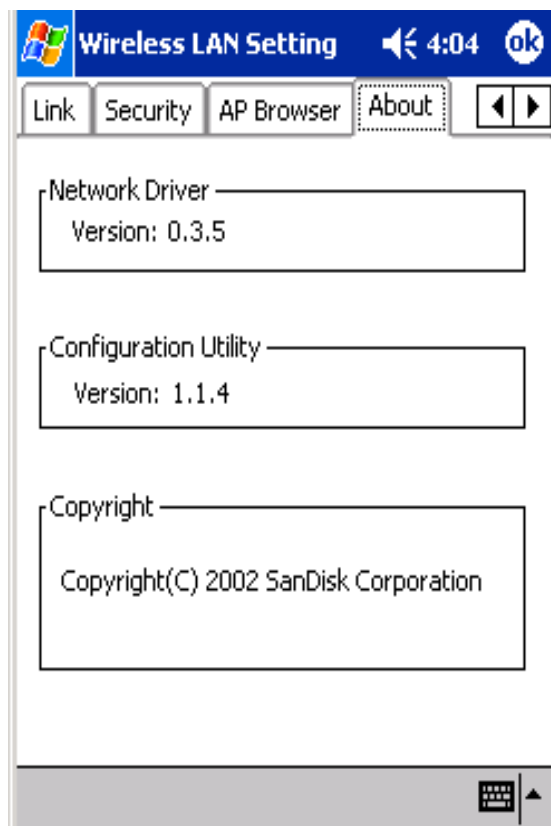 Wireless LAN Setting 4:04 ok
Link Security AP Browser About
Network Driver
Version: 0.3.5
Configuration Utility
Version: 1.1.4
Copyright
Copyright(C) 2002 SanDisk Corporation